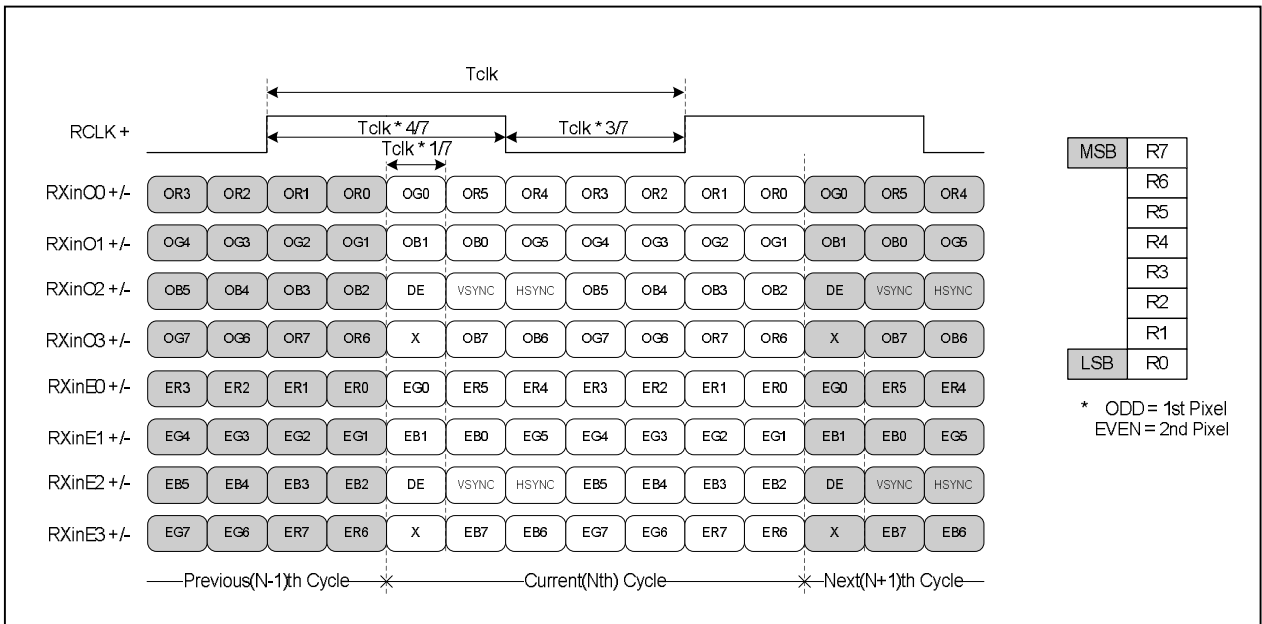 Tclk
RCLK +
Tclk * 4/7
Tclk * 3/7
Tclk * 1/7
RXinO0 +/- OR3 OR2 OR1 OR0 OG0 OR5 OR4 OR3 OR2 OR1 OR0 OG0 OR5 OR4
RXinO1 +/- OG4 OG3 OG2 OG1 OB1 OB0 OG5 OG4 OG3 OG2 OG1 OB1 OB0 OG5
RXinO2 +/- OB5 OB4 OB3 OB2 DE VSYNC HSYNC OB5 OB4 OB3 OB2 DE VSYNC HSYNC
RXinO3 +/- OG7 OG6 OR7 OR6 X OB7 OB6 OG7 OG6 OR7 OR6 X OB7 OB6
RXinE0 +/- ER3 ER2 ER1 ER0 EG0 ER5 ER4 ER3 ER2 ER1 ER0 EG0 ER5 ER4
RXinE1 +/- EG4 EG3 EG2 EG1 EB1 EB0 EG5 EG4 EG3 EG2 EG1 EB1 EB0 EG5
RXinE2 +/- EB5 EB4 EB3 EB2 DE VSYNC HSYNC EB5 EB4 EB3 EB2 DE VSYNC HSYNC
RXinE3 +/- EG7 EG6 ER7 ER6 X EB7 EB6 EG7 EG6 ER7 ER6 X EB7 EB6
Previous(N-1)th Cycle Current(Nth) Cycle Next(N+1)th Cycle
MSB R7
R6
R5
R4
R3
R2
R1
LSB R0
* ODD = 1st Pixel
EVEN = 2nd Pixel